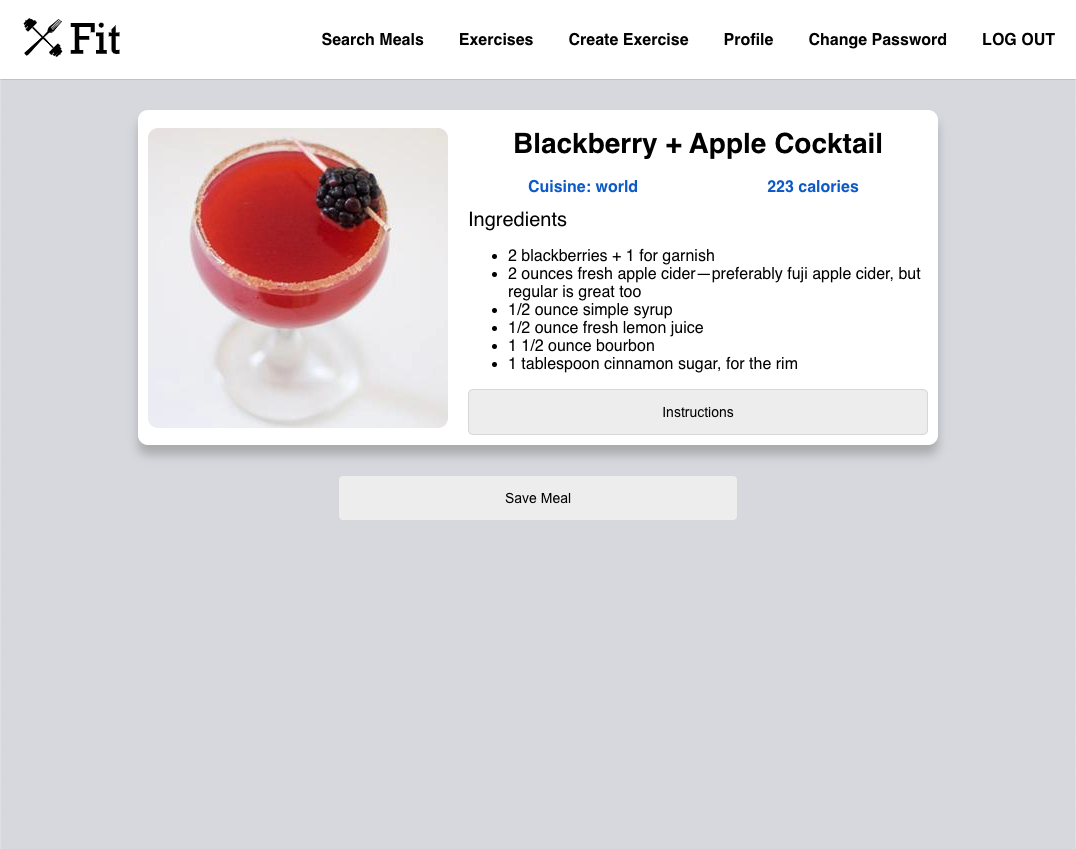 Fit
Search Meals
Exercises
Create Exercise
Profile
Change Password
LOG OUT
Blackberry + Apple Cocktail
Cuisine: world
223 calories
Ingredients
2 blackberries + 1 for garnish
2 ounces fresh apple cider—preferably fuji apple cider, but
regular is great too
1/2 ounce simple syrup
1/2 ounce fresh lemon juice
1 1/2 ounce bourbon
1 tablespoon cinnamon sugar, for the rim
Instructions
Save Meal